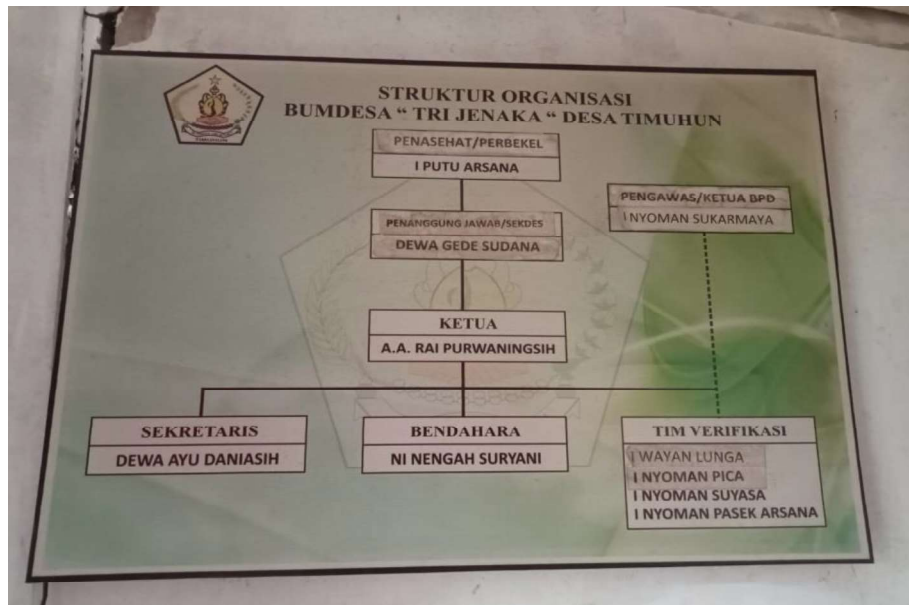 STRUKTUR ORGANISASI
BUMDESA “ TRI JENAKA “ DESA TIMUHUN
PENASEHAT/PERBEKEL
I PUTU ARSANA
PENGAWAS/KETUA BPD
I NYOMAN SUKARMAYA
PENANGGUNG JAWAB/SEKDES
DEWA GEDE SUDANA
KETUA
A.A. RAI PURWANINGSIH
SEKRETARIS
DEWA AYU DANIASIH
BENDAHARA
NI NENGAH SURYANI
TIM VERIFIKASI
I WAYAN LUNGA
I NYOMAN PICA
I NYOMAN SUYASA
I NYOMAN PASEK ARSANA